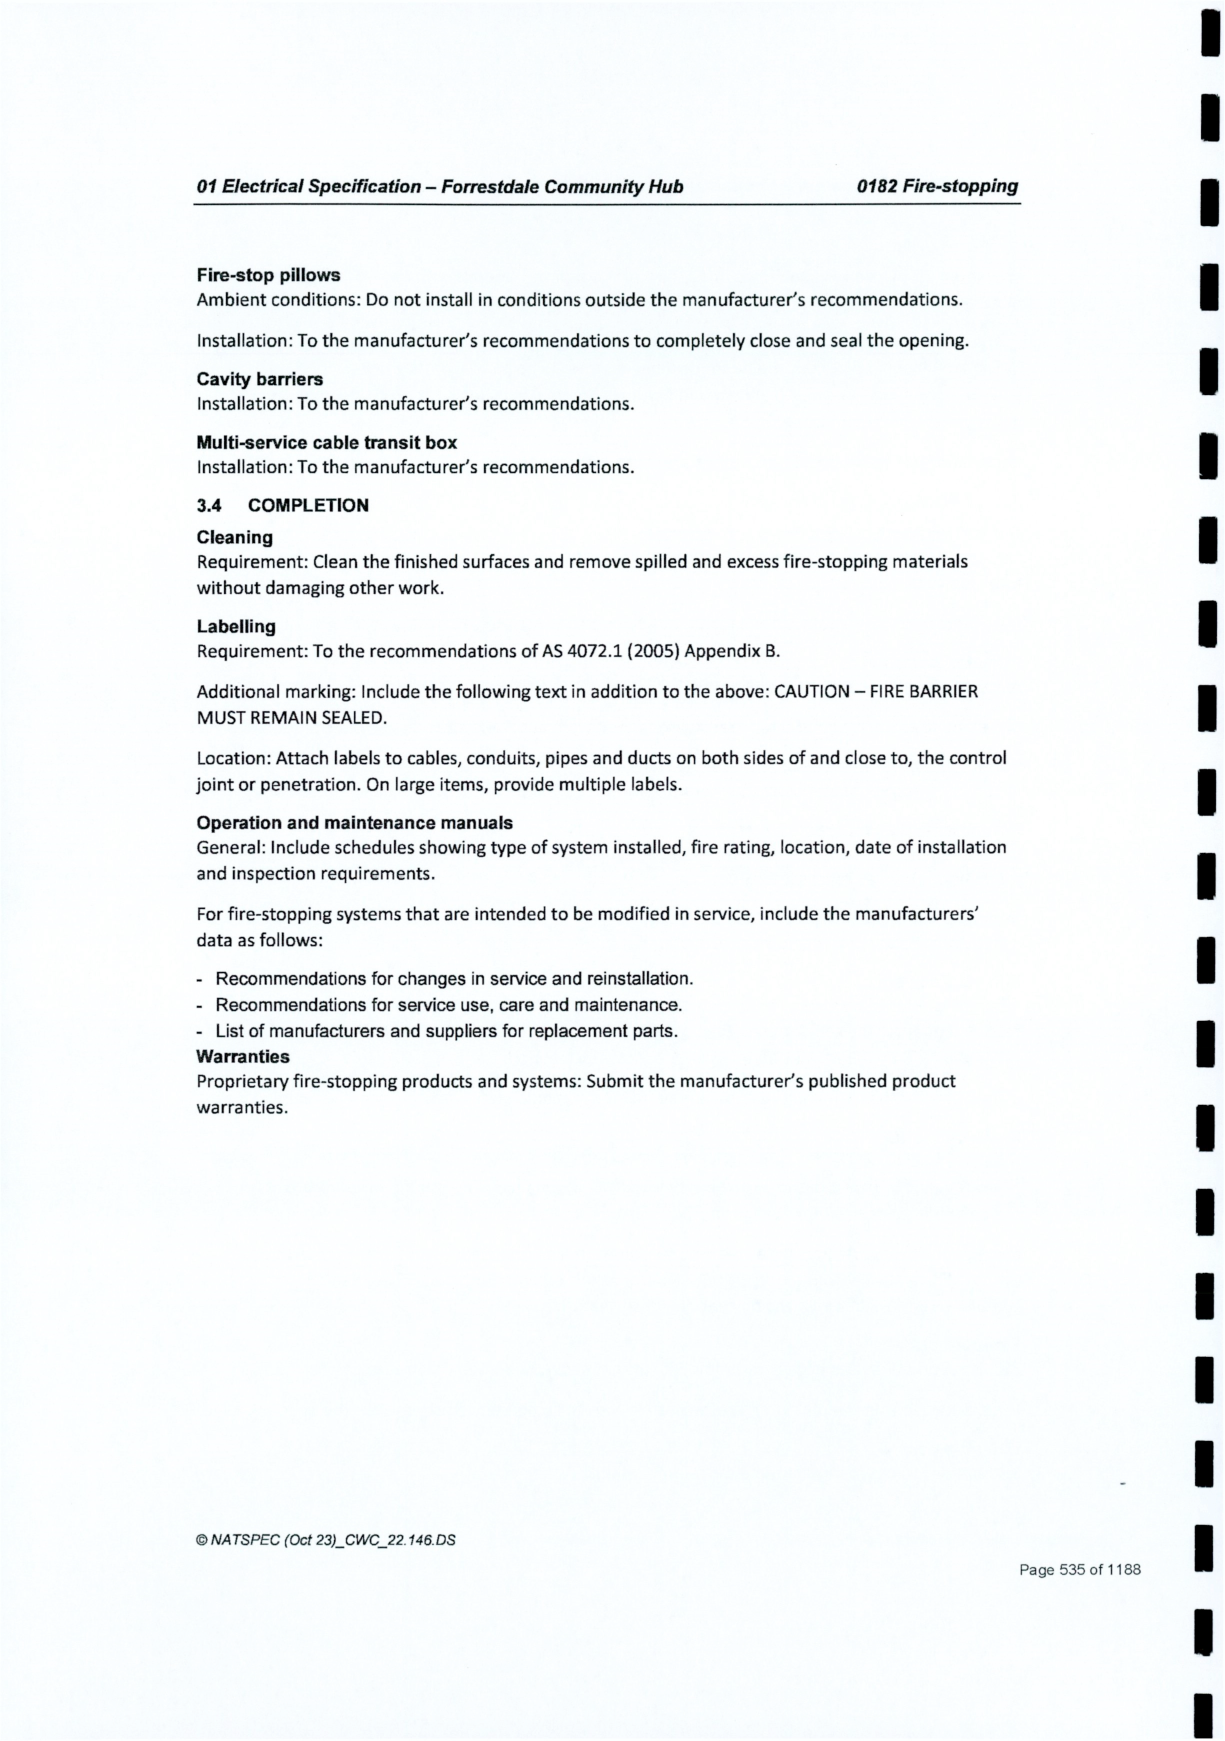 01 Electrical Specification – Forrestdale Community Hub 0182 Fire-stopping
Fire-stop pillows
Ambient conditions: Do not install in conditions outside the manufacturer's recommendations.
Installation: To the manufacturer's recommendations to completely close and seal the opening.
Cavity barriers
Installation: To the manufacturer's recommendations.
Multi-service cable transit box
Installation: To the manufacturer's recommendations.
3.4 COMPLETION
Cleaning
Requirement: Clean the finished surfaces and remove spilled and excess fire-stopping materials
without damaging other work.
Labelling
Requirement: To the recommendations of AS 4072.1 (2005) Appendix B.
Additional marking: Include the following text in addition to the above: CAUTION – FIRE BARRIER
MUST REMAIN SEALED.
Location: Attach labels to cables, conduits, pipes and ducts on both sides of and close to, the control
joint or penetration. On large items, provide multiple labels.
Operation and maintenance manuals
General: Include schedules showing type of system installed, fire rating, location, date of installation
and inspection requirements.
For fire-stopping systems that are intended to be modified in service, include the manufacturers'
data as follows:
- Recommendations for changes in service and reinstallation.
- Recommendations for service use, care and maintenance.
- List of manufacturers and suppliers for replacement parts.
Warranties
Proprietary fire-stopping products and systems: Submit the manufacturer's published product
warranties.
© NATSPEC (Oct 23)_CWC_22.146.DS
Page 535 of 1188